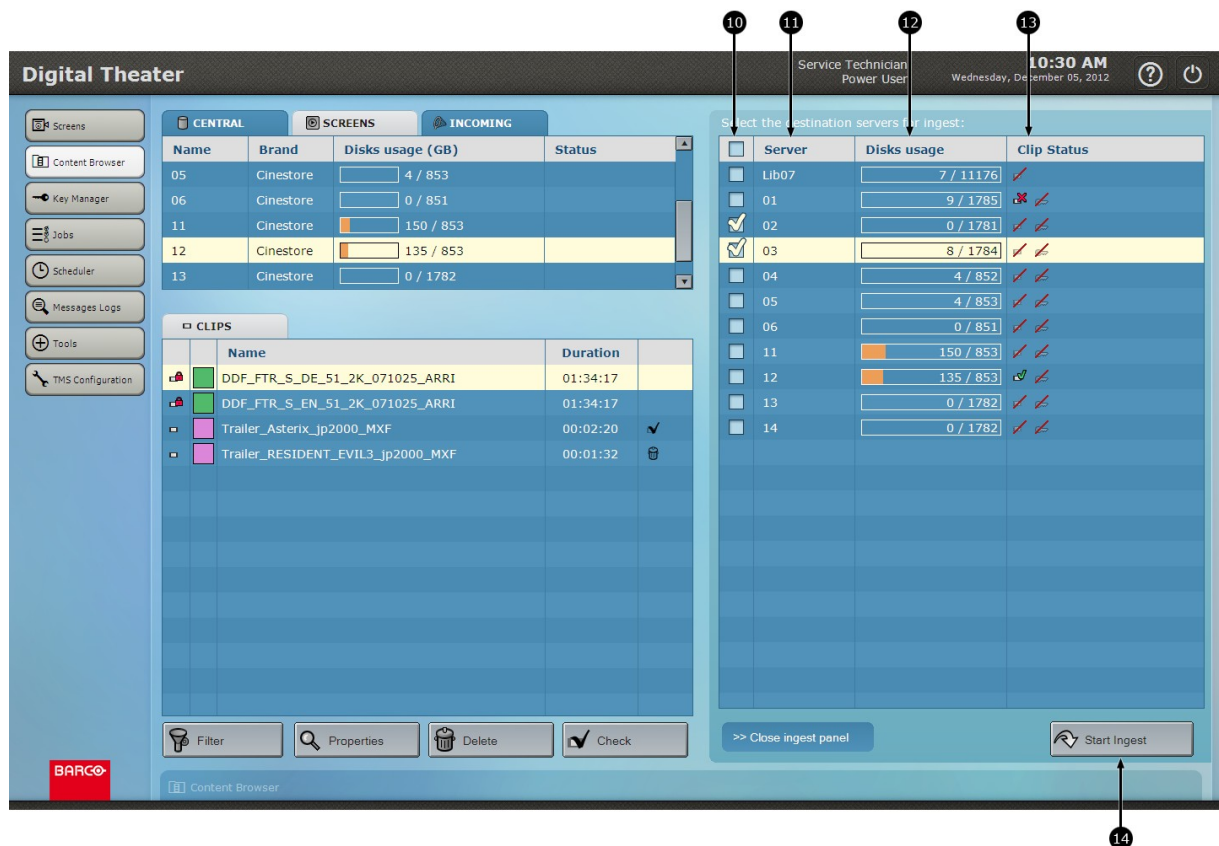 10 11 12 13
Digital Theater
Service Technician
Power User
10:30 AM
Wednesday, December 05, 2012
Screens
Content Browser
Key Manager
Jobs
Scheduler
Messages Logs
Tools
TMS Configuration
BARCO
CENTRAL SCREENS INCOMING
Name Brand Disks usage (GB) Status
05 Cinestore 4 / 853
06 Cinestore 0 / 851
11 Cinestore 150 / 853
12 Cinestore 135 / 853
13 Cinestore 0 / 1782
CLIPS
Name Duration
DDF_FTR_S_DE_51_2K_071025_ARRI 01:34:17
DDF_FTR_S_EN_51_2K_071025_ARRI 01:34:17
Trailer_Asterix_jp2000_MXF 00:02:20
Trailer_RESIDENT_EVIL3_jp2000_MXF 00:01:32
Filter Properties Delete Check
Content Browser
Select the destination servers for ingest:
Server Disks usage Clip Status
Lib07 7 / 11176
01 9 / 1785
02 0 / 1781
03 8 / 1784
04 4 / 852
05 4 / 853
06 0 / 851
11 150 / 853
12 135 / 853
13 0 / 1782
14 0 / 1782
>> Close ingest panel
Start Ingest
14